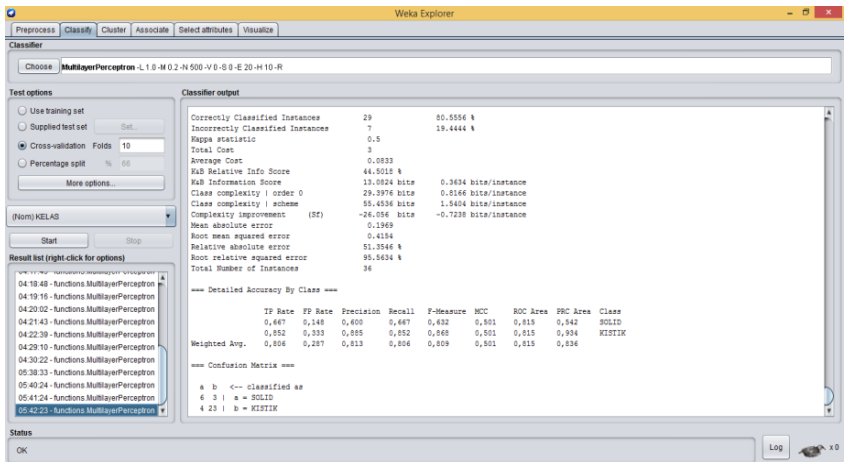 Weka Explorer
Preprocess Classify Cluster Associate Select attributes Visualize
Classifier
Choose MultilayerPerceptron -L 1.0 -M 0.2 -N 500 -V 0 -S 0 -E 20 -H 10 -R
Test options
Use training set
Supplied test set Set...
Cross-validation Folds 10
Percentage split % 66
More options...
(Nom) KELAS
Start Stop
Result list (right-click for options)
04:18:48 - functions.MultilayerPerceptron
04:19:16 - functions.MultilayerPerceptron
04:20:02 - functions.MultilayerPerceptron
04:21:43 - functions.MultilayerPerceptron
04:22:39 - functions.MultilayerPerceptron
04:29:10 - functions.MultilayerPerceptron
04:30:22 - functions.MultilayerPerceptron
05:38:33 - functions.MultilayerPerceptron
05:40:24 - functions.MultilayerPerceptron
05:41:24 - functions.MultilayerPerceptron
05:42:23 - functions.MultilayerPerceptron
Classifier output
Correctly Classified Instances 29 80.5556 %
Incorrectly Classified Instances 7 19.4444 %
Kappa statistic 0.5
Total Cost 3
Average Cost 0.0833
K&B Relative Info Score 44.5018 %
K&B Information Score 13.0824 bits 0.3634 bits/instance
Class complexity | order 0 29.3976 bits 0.8166 bits/instance
Class complexity | scheme 55.4536 bits 1.5404 bits/instance
Complexity improvement (Sf) -26.056 bits -0.7238 bits/instance
Mean absolute error 0.1969
Root mean squared error 0.4154
Relative absolute error 51.3546 %
Root relative squared error 95.5634 %
Total Number of Instances 36
=== Detailed Accuracy By Class ===
TP Rate FP Rate Precision Recall F-Measure MCC ROC Area PRC Area Class
0,667 0,148 0,600 0,667 0,632 0,501 0,815 0,542 SOLID
0,852 0,333 0,885 0,852 0,868 0,501 0,815 0,934 KISTIK
Weighted Avg. 0,806 0,287 0,813 0,806 0,809 0,501 0,815 0,836
=== Confusion Matrix ===
a b <-- classified as
6 3 | a = SOLID
4 23 | b = KISTIK
Status
OK
Log x 0